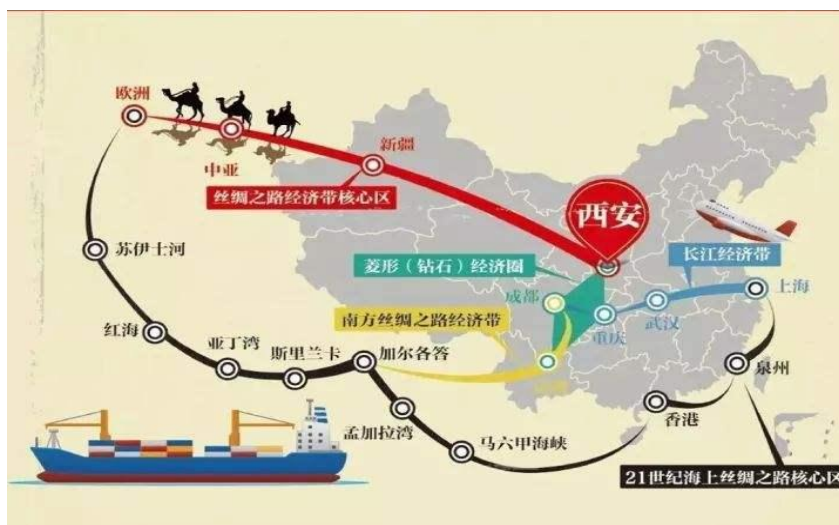 欧洲
中亚
新疆
丝绸之路经济带核心区
西安
苏伊士河
菱形（钻石）经济圈
长江经济带
成都
上海
重庆
武汉
南方丝绸之路经济带
红海
亚丁湾
斯里兰卡
加尔各答
泉州
香港
孟加拉湾
马六甲海峡
21世纪海上丝绸之路核心区